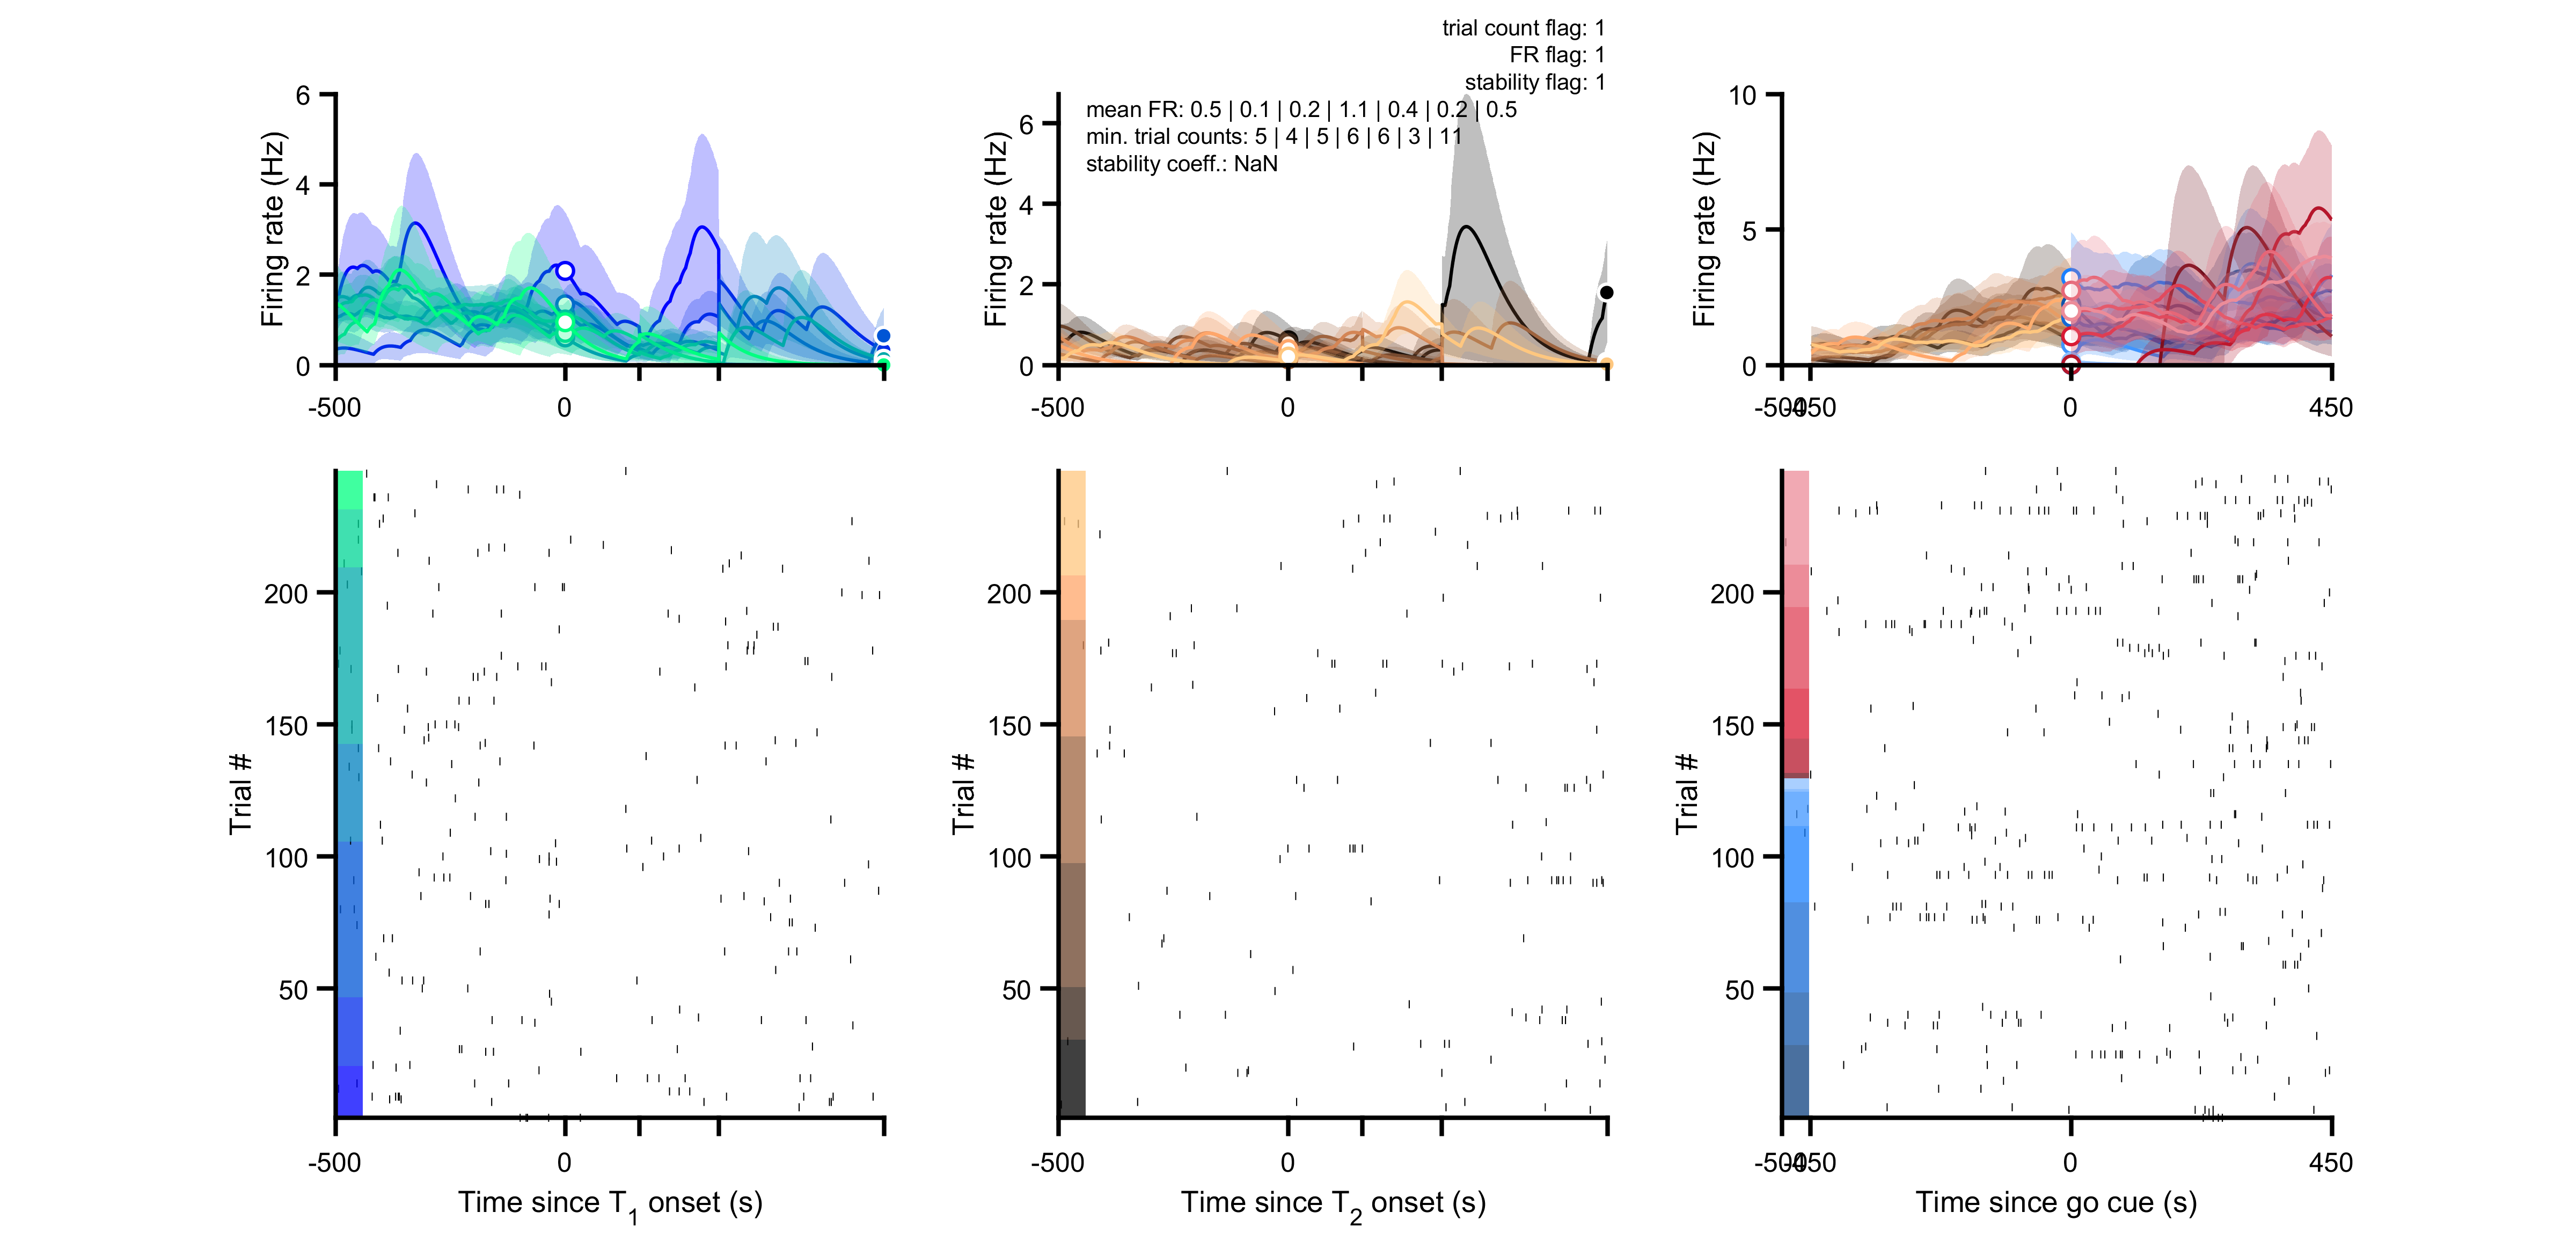 trial count flag: 1
FR flag: 1
stability flag: 1
mean FR: 0.5 | 0.1 | 0.2 | 1.1 | 0.4 | 0.2 | 0.5
min. trial counts: 5 | 4 | 5 | 6 | 6 | 3 | 11
stability coeff.: NaN
Firing rate (Hz)
6
4
2
0
-500
0
Firing rate (Hz)
6
4
2
0
-500
0
Firing rate (Hz)
10
5
0
-500
-450
0
450
Trial #
200
150
100
50
-500
0
Time since T1 onset (s)
Trial #
200
150
100
50
-500
0
Time since T2 onset (s)
Trial #
200
150
100
50
-500
-450
0
450
Time since go cue (s)